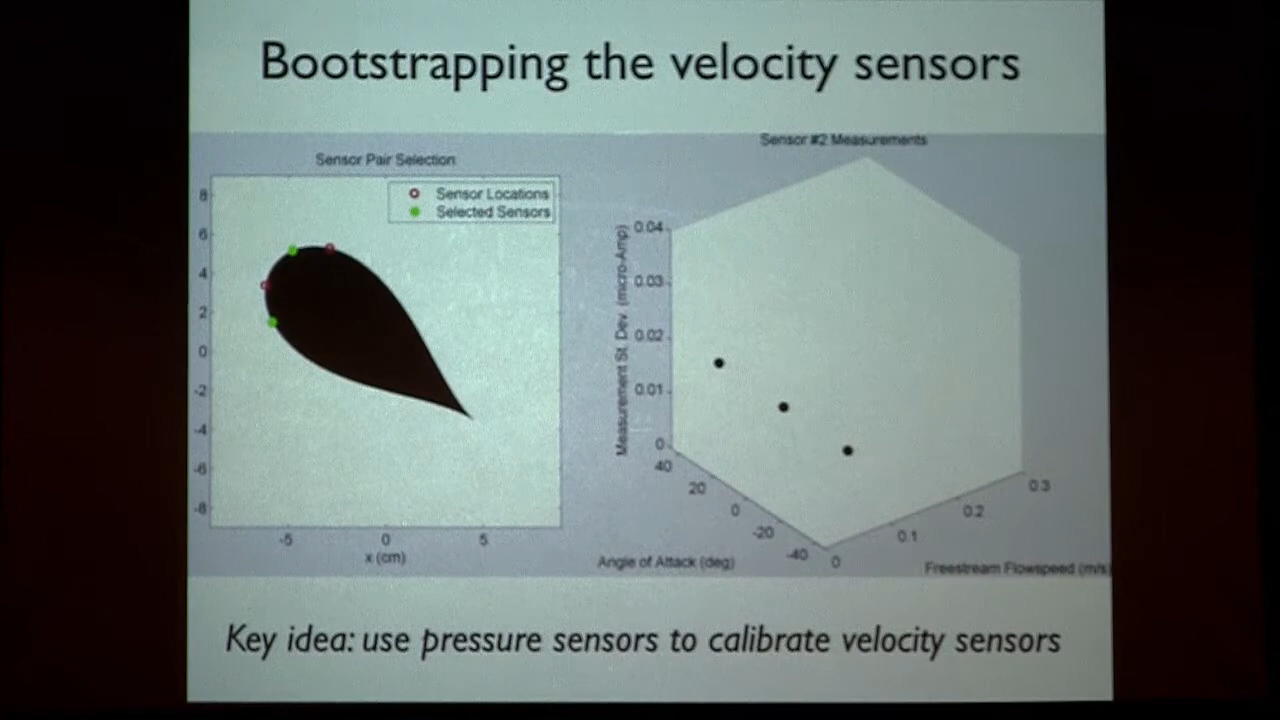 Bootstrapping the velocity sensors
Sensor Pair Selection
Sensor Locations
Selected Sensors
8
6
4
2
0
-2
-4
-6
-8
-5
0
5
x (cm)
Sensor #2 Measurements
Measurement St. Dev. (micro-Amp)
0.04
0.03
0.02
0.01
0
40
20
0
-20
-40
Angle of Attack (deg)
0
0.1
0.2
0.3
Freestream Flowspeed (m/s
Key idea: use pressure sensors to calibrate velocity sensors